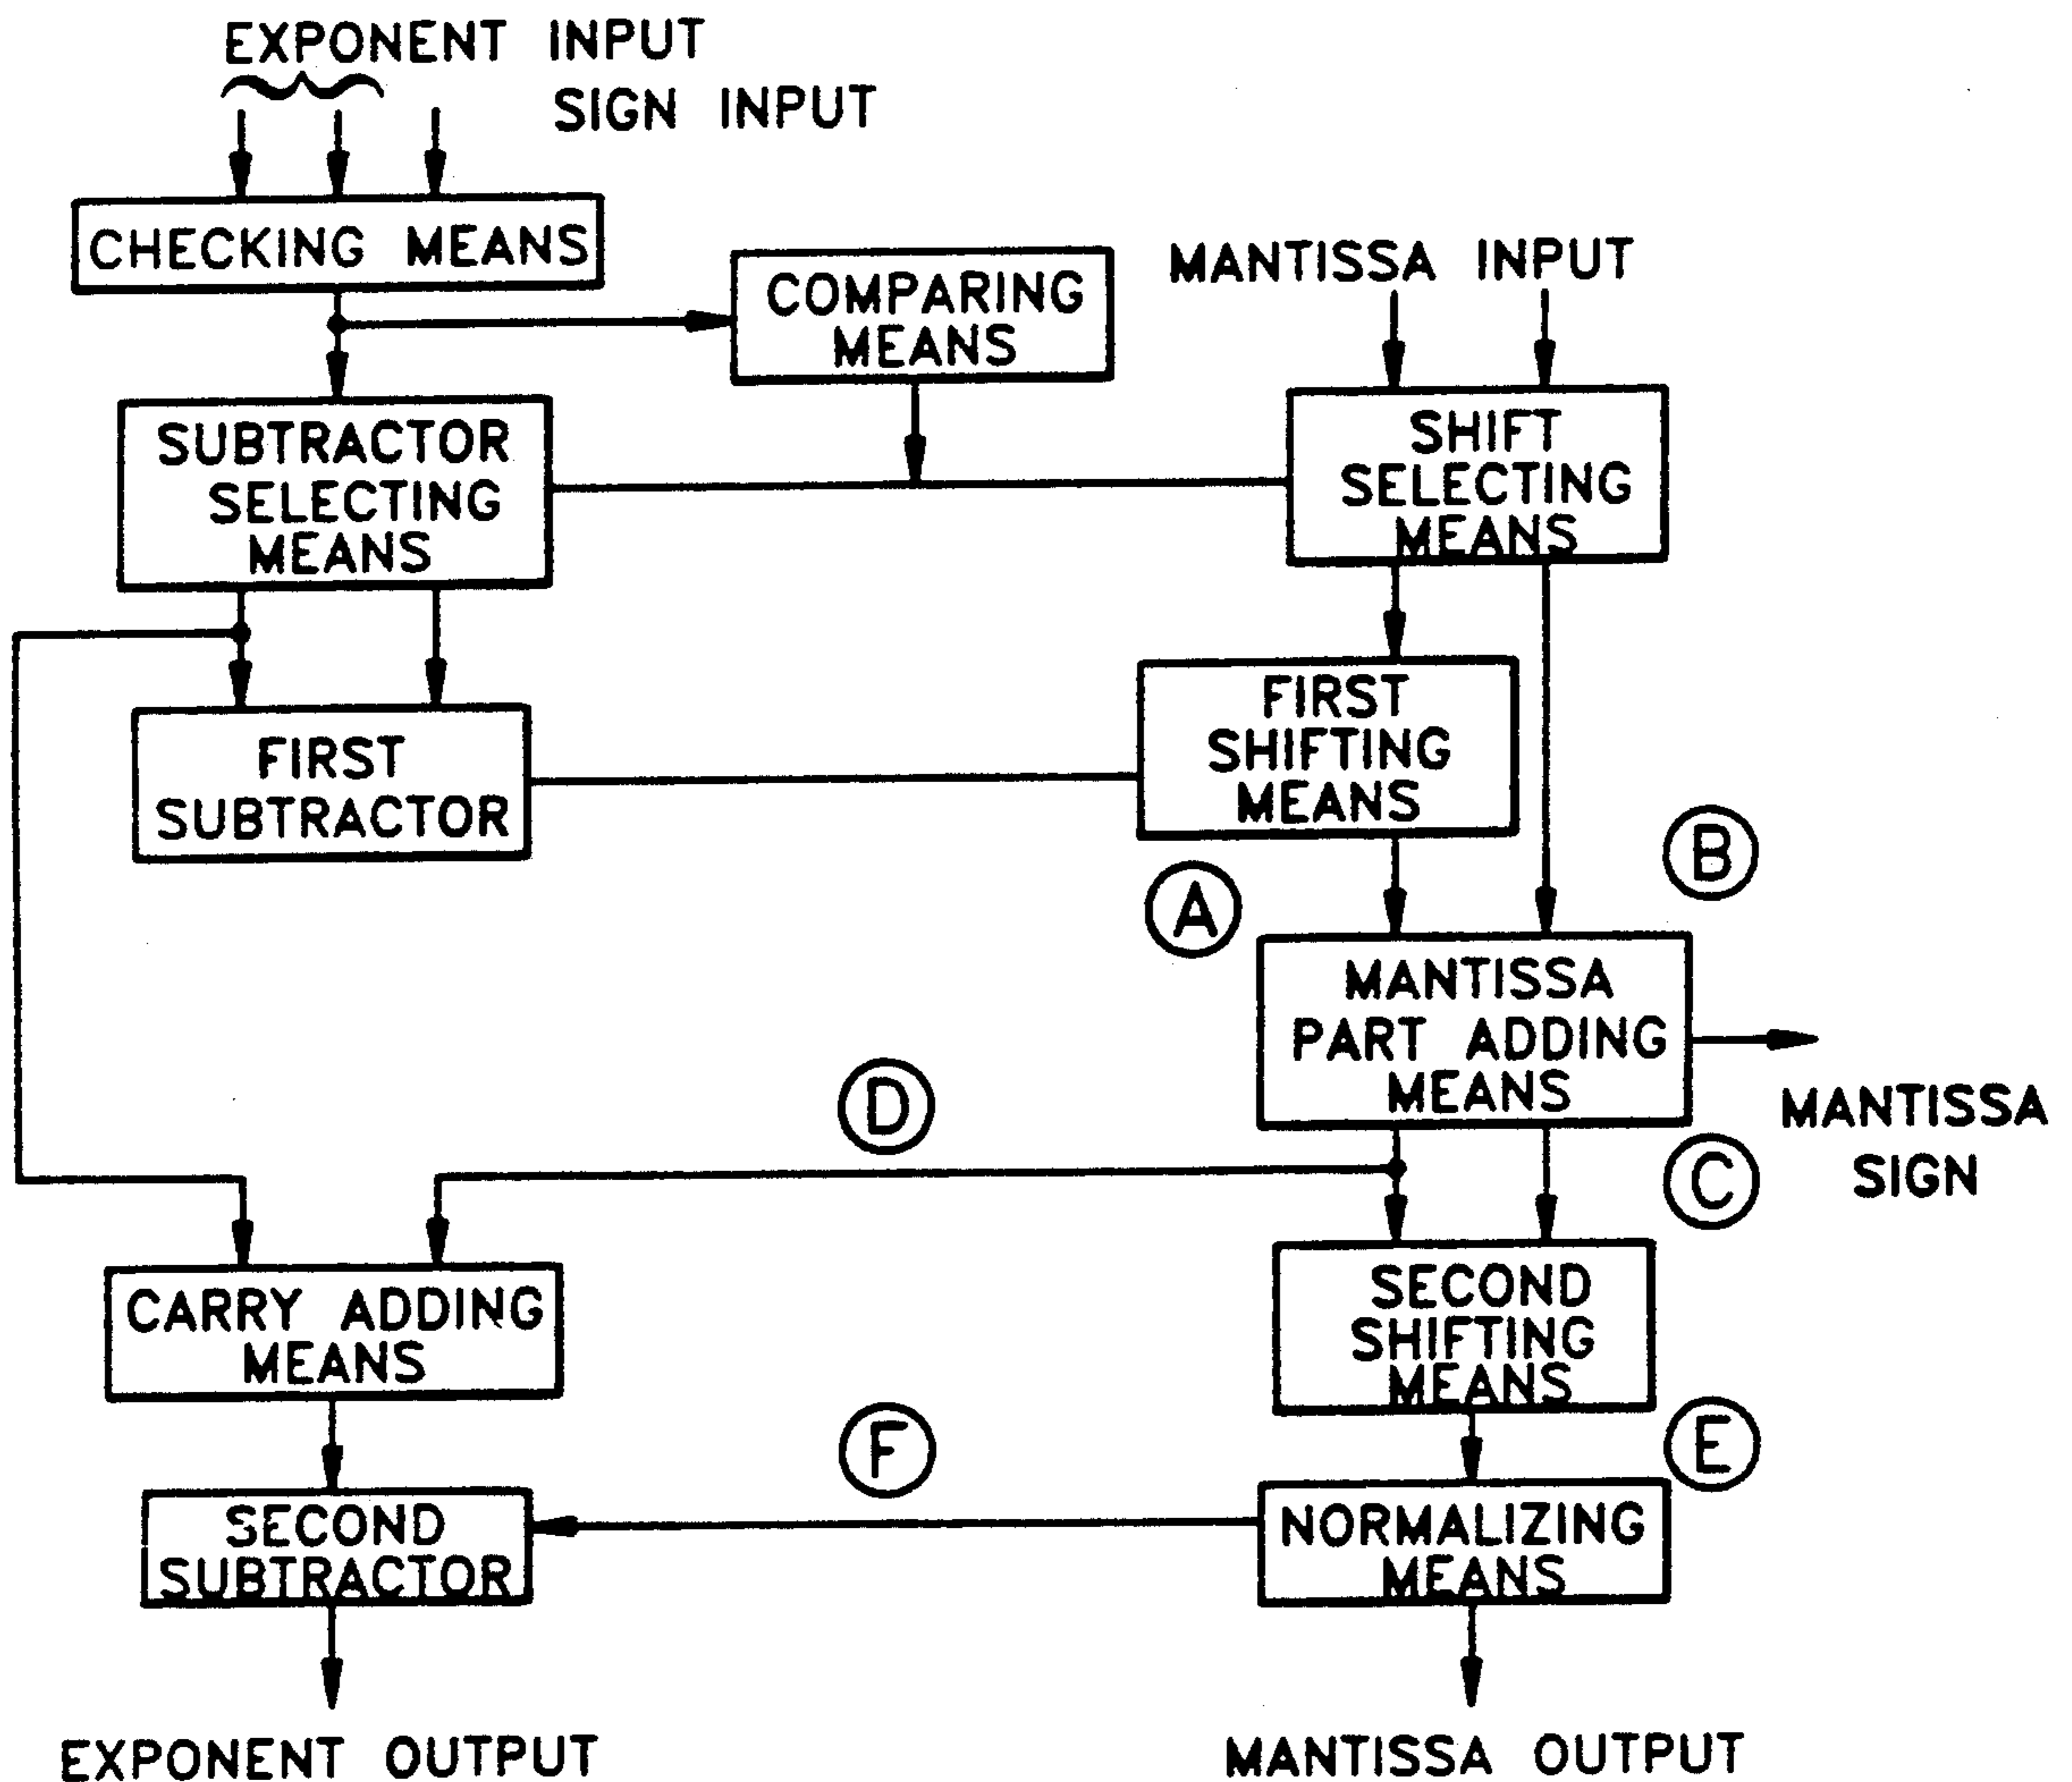 EXPONENT INPUT
SIGN INPUT
CHECKING MEANS
COMPARING
MEANS
MANTISSA INPUT
SUBTRACTOR
SELECTING
MEANS
SHIFT
SELECTING
MEANS
FIRST
SUBTRACTOR
FIRST
SHIFTING
MEANS
B
A
MANTISSA
PART ADDING
MEANS
MANTISSA
SIGN
D
C
CARRY ADDING
MEANS
SECOND
SHIFTING
MEANS
F
E
SECOND
SUBTRACTOR
NORMALIZING
MEANS
EXPONENT OUTPUT
MANTISSA OUTPUT